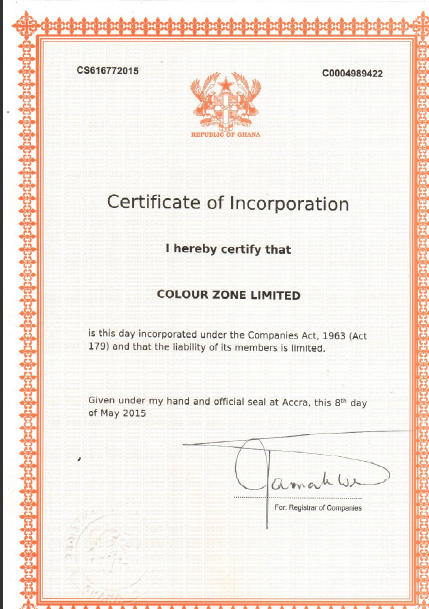 CS616772015
C0004989422
REPUBLIC OF GHANA
Certificate of Incorporation
I hereby certify that
COLOUR ZONE LIMITED
is this day incorporated under the Companies Act, 1963 (Act
179) and that the liability of its members is limited.
Given under my hand and official seal at Accra, this 8th day
of May 2015
For: Registrar of Companies